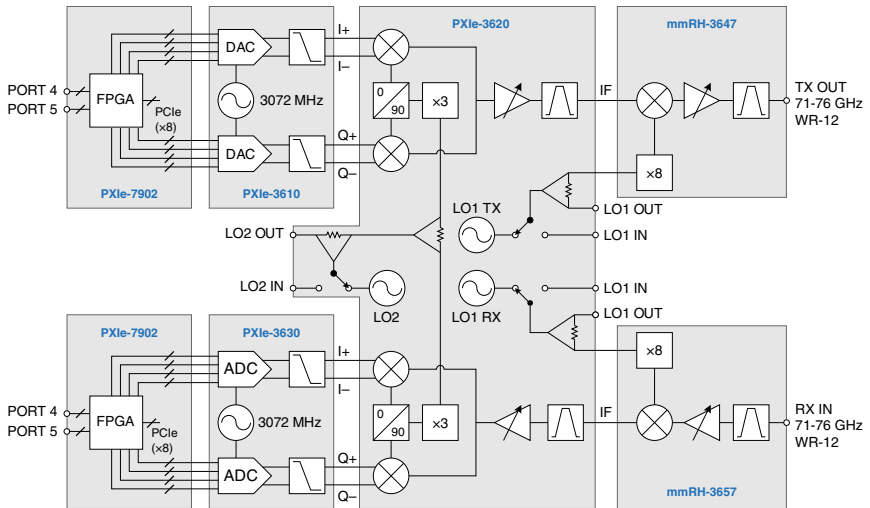 PXIe-3620
mmRH-3647
I+
DAC
I–
PORT 4
PORT 5
FPGA
PCIe
(×8)
3072 MHz
0
90
×3
IF
TX OUT
71-76 GHz
WR-12
Q+
DAC
Q–
×8
PXIe-7902
PXIe-3610
LO1 TX
LO1 OUT
LO2 OUT
LO1 IN
LO2 IN
LO2
LO1 RX
LO1 IN
LO1 OUT
PXIe-7902
PXIe-3630
I+
ADC
I–
×8
PORT 4
PORT 5
FPGA
PCIe
(×8)
3072 MHz
0
90
×3
IF
RX IN
71-76 GHz
WR-12
Q+
ADC
Q–
mmRH-3657